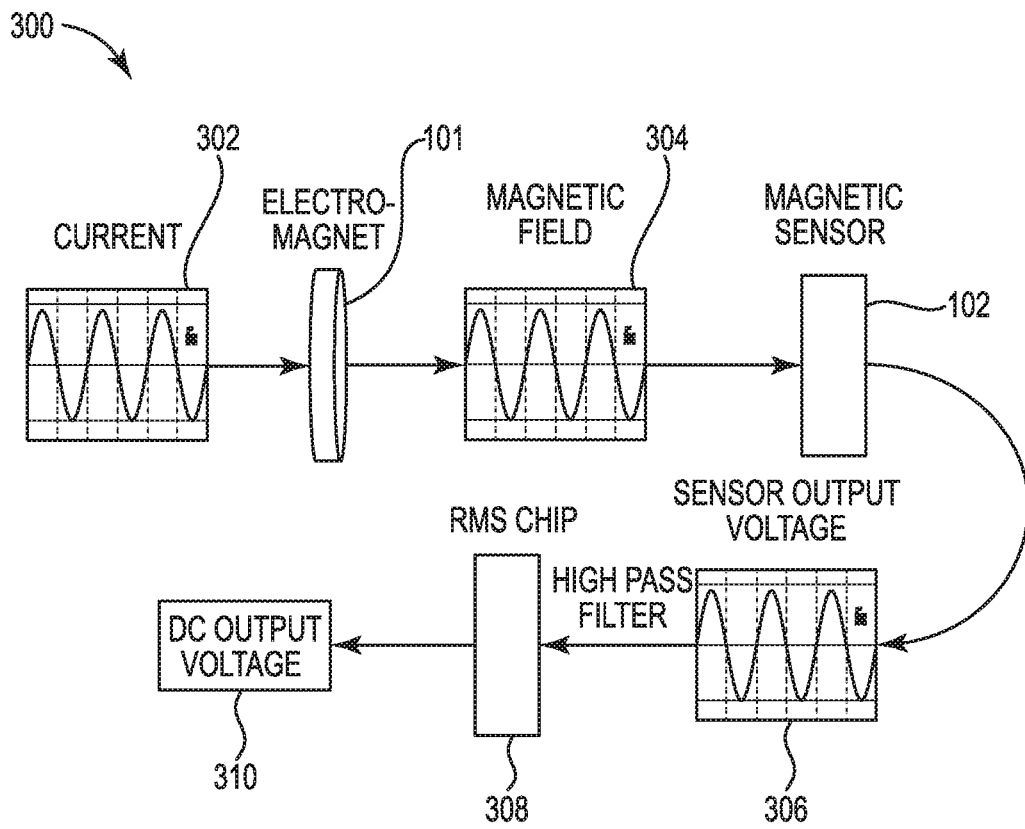 300
302
101
304
CURRENT
ELECTRO-
MAGNET
MAGNETIC
FIELD
MAGNETIC
SENSOR
102
SENSOR OUTPUT
VOLTAGE
RMS CHIP
HIGH PASS
FILTER
DC OUTPUT
VOLTAGE
310
308
306